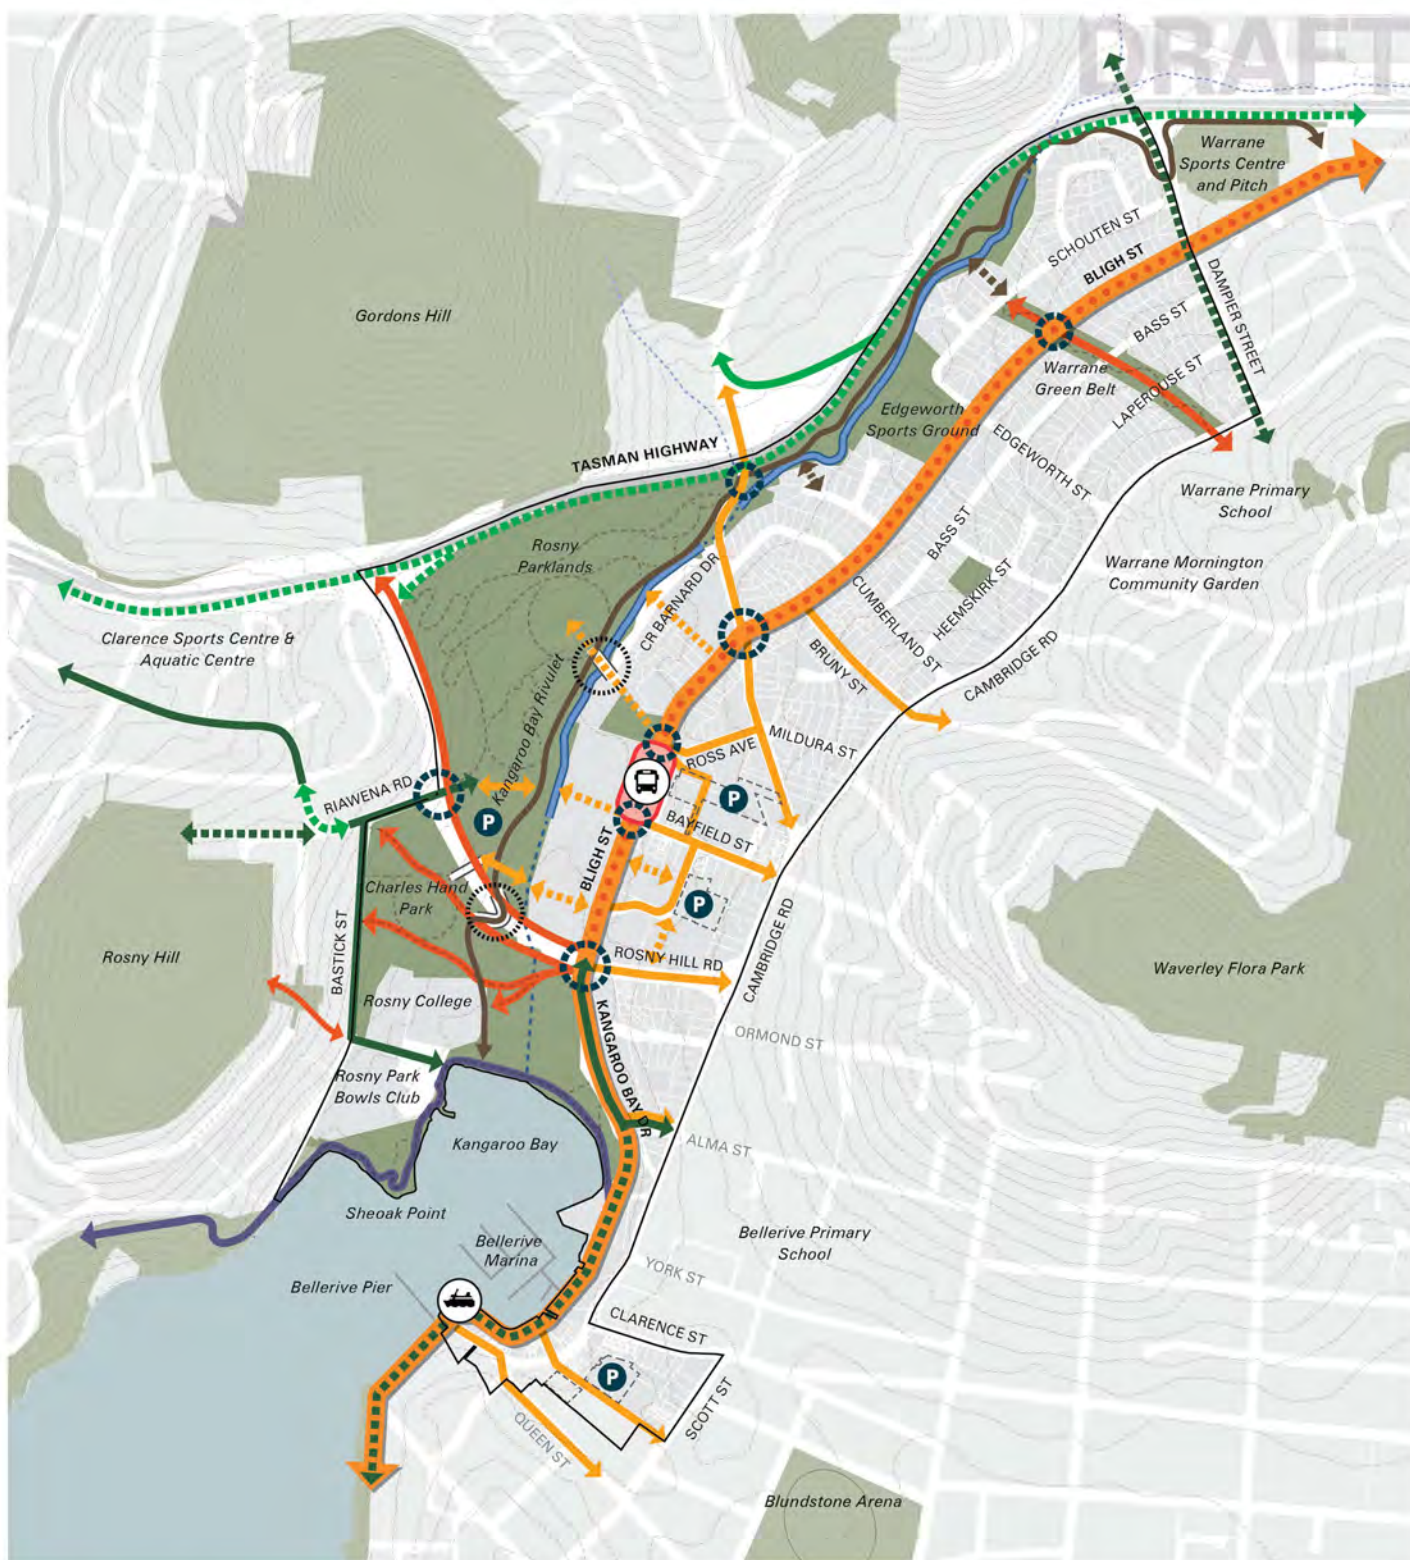 DRAFT
Warrane
Sports Centre
and Pitch
SCHOUTEN ST
BLIGH ST
DAMPIER STREET
Gordons Hill
BASS ST
Warrane
Green Belt
LAPEROUSE ST
Edgeworth
Sports Ground
TASMAN HIGHWAY
EDGEWORTH ST
Warrane Primary
School
BASS ST
Rosny
Parklands
Warrane Mornington
Community Garden
CR BARNARD DR
HEEMSKIRK ST
CUMBERLAND ST
Clarence Sports Centre &
Aquatic Centre
BRUNY ST
CAMBRIDGE RD
Kangaroo Bay Rivulet
MILDURA ST
ROSS AVE
RIAWENA RD
P
P
BAYFIELD ST
BLIGH ST
Charles Hand
Park
P
CAMBRIDGE RD
BASTICK ST
Rosny Hill
ROSNY HILL RD
Waverley Flora Park
Rosny College
KANGAROO BAY DR
ORMOND ST
Rosny Park
Bowls Club
Kangaroo Bay
ALMA ST
Sheoak Point
Bellerive
Marina
Bellerive Primary
School
YORK ST
Bellerive Pier
CLARENCE ST
P
SCOTT ST
QUEEN ST
Blundstone Arena